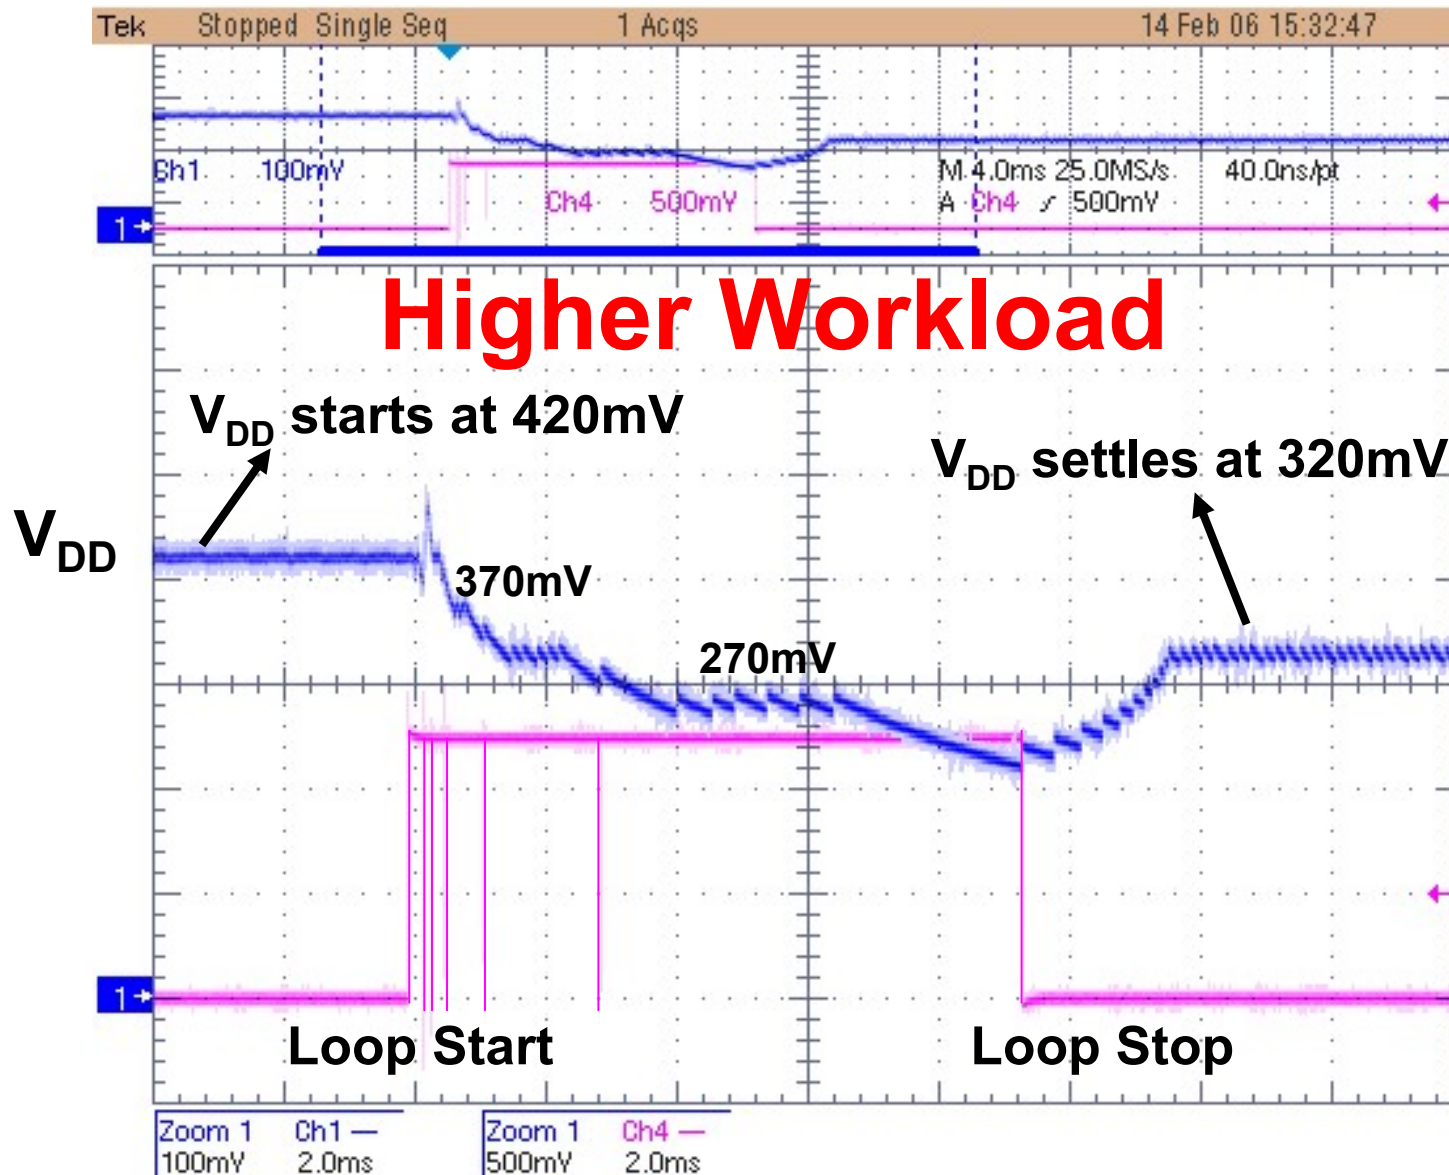 Tek Stopped Single Seq 1 Acqs 14 Feb 06 15:32:47
Ch1 100mV M 4.0ms 25.0MS/s 40.0ns/pt
Ch4 500mV A Ch4 / 500mV
1
Higher Workload
VDD starts at 420mV
VDD settles at 320mV
VDD
370mV
270mV
1
Loop Start Loop Stop
Zoom 1 Ch1 Zoom 1 Ch4
100mV 2.0ms 500mV 2.0ms